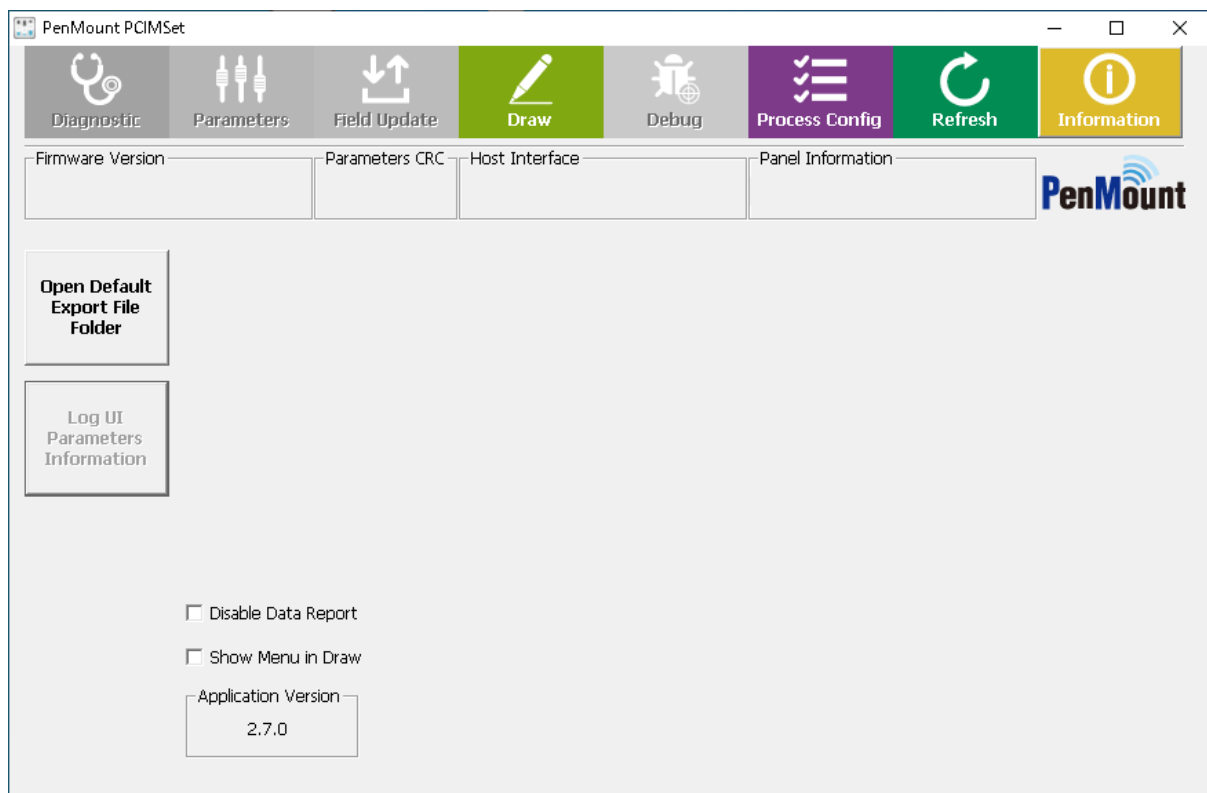 PenMount PCIMSet
Diagnostic
Parameters
Field Update
Draw
Debug
Process Config
Refresh
Information
Firmware Version
Parameters CRC
Host Interface
Panel Information
PenMount
Open Default
Export File
Folder
Log UI
Parameters
Information
Disable Data Report
Show Menu in Draw
Application Version
2.7.0